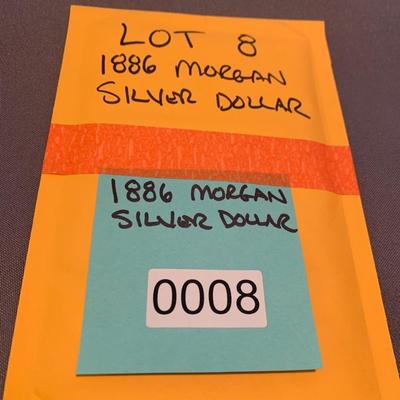 LOT 8
1886 MORGAN
SILVER DOLLAR
1886 MORGAN
SILVER DOLLAR
0008